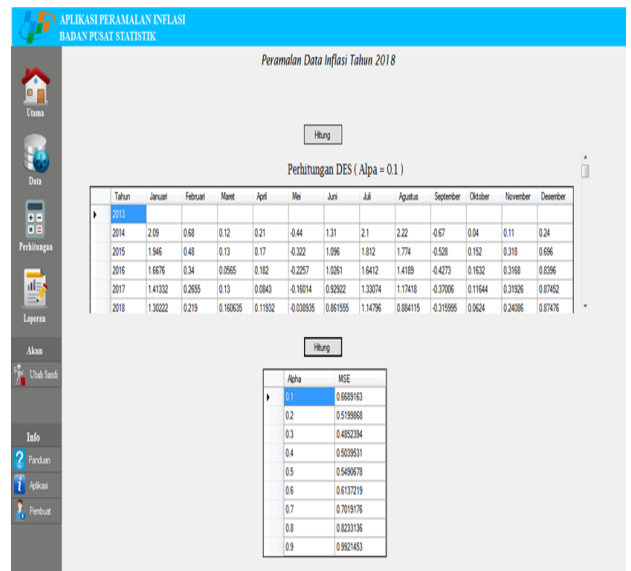 APLIKASI PERAMALAN INFLASI
BADAN PUSAT STATISTIK
Utama
Data
Perhitungan
Laporan
Akun
Ubah Sandi
Info
Panduan
Aplikasi
Pembuat
Peramalan Data Inflasi Tahun 2018
Hitung
Perhitungan DES ( Alpa = 0.1 )
Tahun Januari Februari Maret April Mei Juni Juli Agustus September Oktober November Desember
2013
2014 2.09 0.68 0.12 0.21 -0.44 1.31 2.1 2.22 -0.67 0.04 0.11 0.24
2015 1.946 0.48 0.13 0.17 -0.322 1.096 1.812 1.774 -0.528 0.152 0.318 0.696
2016 1.6676 0.34 0.0565 0.182 -0.2257 1.0261 1.6412 1.4189 -0.4273 0.1632 0.3168 0.8396
2017 1.41332 0.2655 0.13 0.0843 -0.16014 0.92922 1.33074 1.17418 -0.37006 0.11644 0.31926 0.87452
2018 1.30222 0.219 0.160635 0.11932 -0.038935 0.861555 1.14796 0.884115 -0.315995 0.0624 0.24086 0.87476
Hitung
Alpha MSE
0.1 0.6689163
0.2 0.5199868
0.3 0.4852394
0.4 0.5039531
0.5 0.5490678
0.6 0.6137219
0.7 0.7019176
0.8 0.8233136
0.9 0.9921453